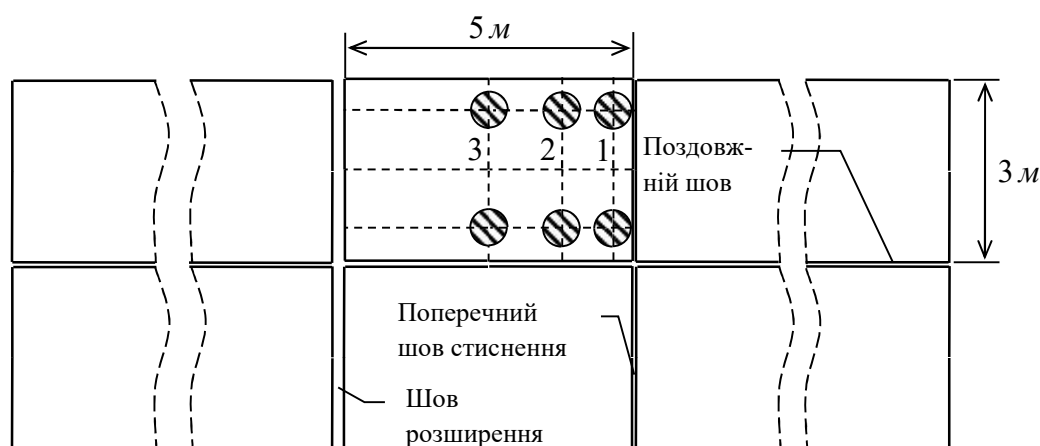 5 м
3 2 1
Поздовж-
ній шов
3 м
Поперечний
шов стиснення
Шов
розширення